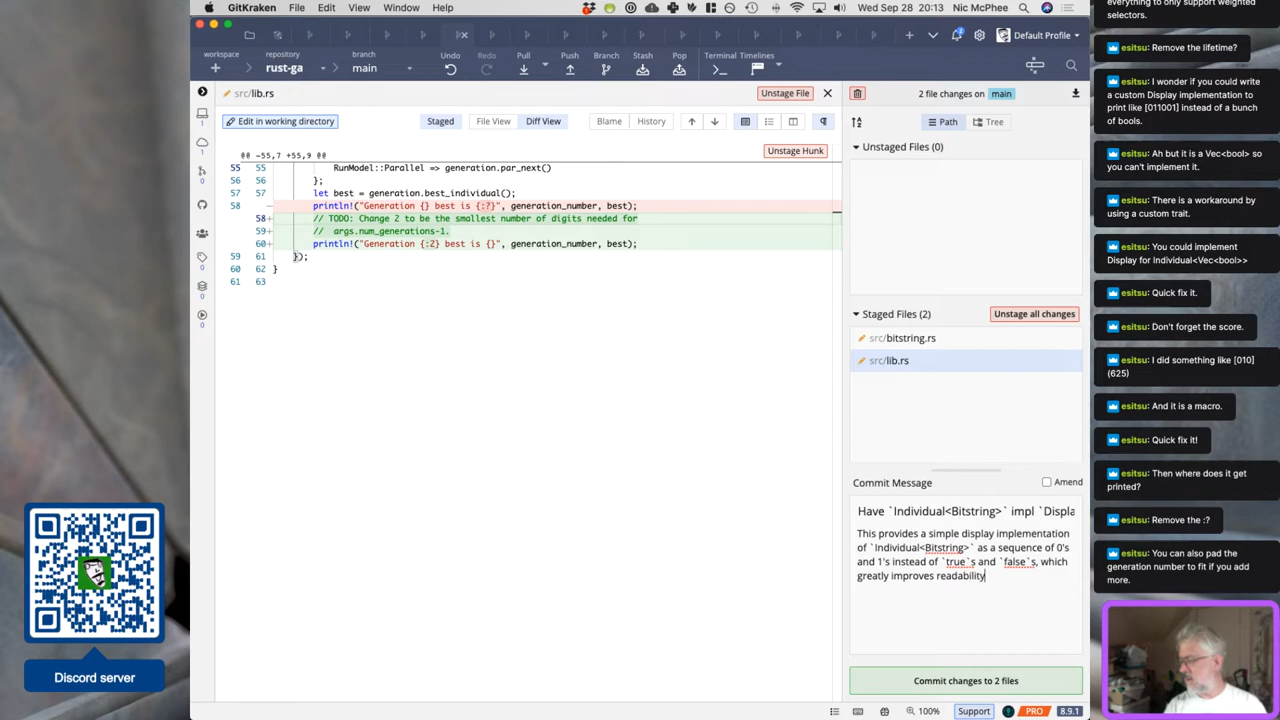 GitKraken File Edit View Window Help
Wed Sep 28 20:13 Nic McPhee
Default Profile
workspace
repository
rust-ga
branch
main
Undo Redo Pull Push Branch Stash Pop Terminal Timelines
src/lib.rs
Unstage File
Edit in working directory
Staged File View Diff View Blame History
@@ -55,7 +55,9 @@
Unstage Hunk
55 55 RunModel::Parallel => generation.par_next()
56 56 };
57 57 let best = generation.best_individual();
58 - println!("Generation {} best is {:?}", generation_number, best);
58+ // TODO: Change 2 to be the smallest number of digits needed for
59+ //  args.num_generations-1.
60+ println!("Generation {:2} best is {}", generation_number, best);
59 61 });
60 62 }
61 63
2 file changes on main
Path Tree
Unstaged Files (0)
Staged Files (2)
Unstage all changes
src/bitstring.rs
src/lib.rs
Commit Message
Amend
Have `Individual<Bitstring>` impl `Displa
This provides a simple display implementation
of `Individual<Bitstring>` as a sequence of 0's
and 1's instead of `true`s and `false`s, which
greatly improves readability
Commit changes to 2 files
100%
Support
PRO
8.9.1
1
0
0
0
0
Discord server
everything to only support weighted
selectors.
esitsu: Remove the lifetime?
esitsu: I wonder if you could write
a custom Display implementation
to print like [011001] instead of a bunch
of bools.
esitsu: Ah but it is a Vec<bool> so
you can't implement it.
esitsu: There is a workaround by
using a custom trait.
esitsu: You could implement
Display for Individual<Vec<bool>>
esitsu: Quick fix it.
esitsu: Don't forget the score.
esitsu: I did something like [010]
(625)
esitsu: And it is a macro.
esitsu: Quick fix it!
esitsu: Then where does it get
printed?
esitsu: Remove the :?
esitsu: You can also pad the
generation number to fit if you add
more.